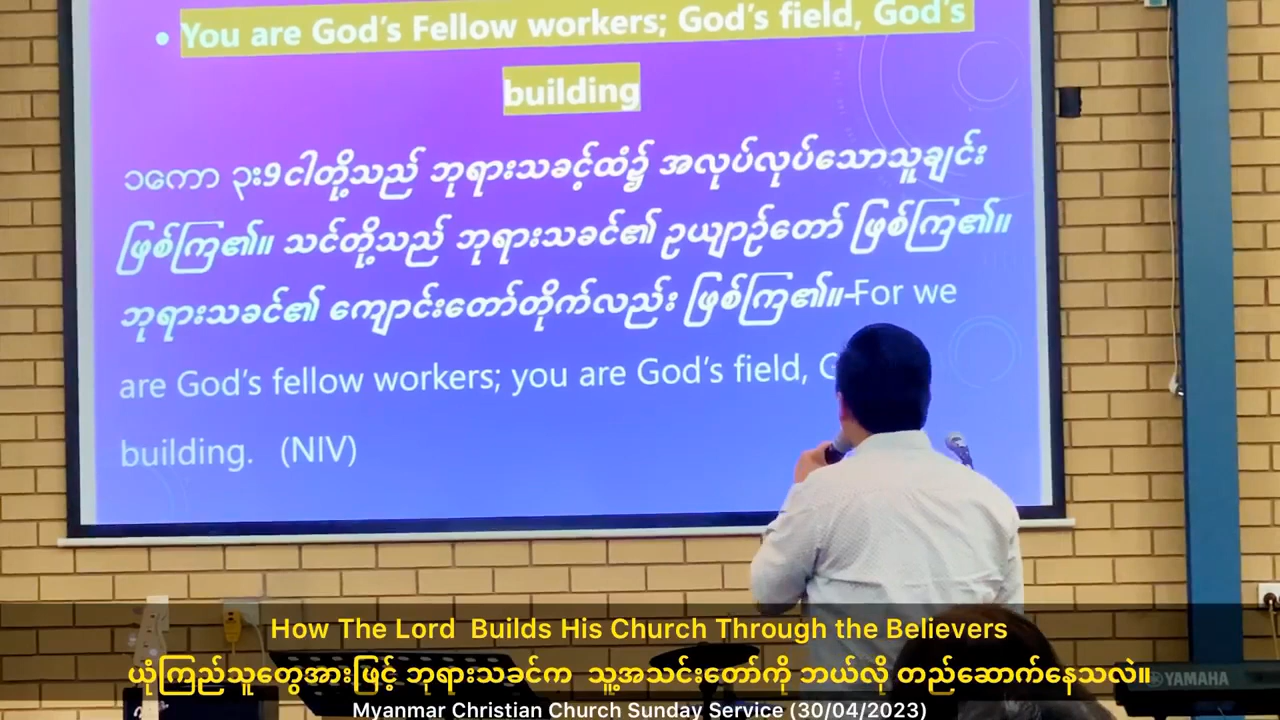 • You are God's Fellow workers; God's field, God's
building
၁ကော ၃း9ငါတို့သည် ဘုရားသခင့်ထံ၌ အလုပ်လုပ်သောသူချင်း
ဖြစ်ကြ၏။ သင်တို့သည် ဘုရားသခင်၏ ဥယျာဉ်တော် ဖြစ်ကြ၏။
ဘုရားသခင်၏ ကျောင်းတော်တိုက်လည်း ဖြစ်ကြ၏။-For we
are God's fellow workers; you are God's field,
building. (NIV)
How The Lord Builds His Church Through the Believers
ယုံကြည်သူတွေအားဖြင့် ဘုရားသခင်က သူ့အသင်းတော်ကို ဘယ်လို တည်ဆောက်နေသလဲ။
YAMAHA
Myanmar Christian Church Sunday Service (30/04/2023)